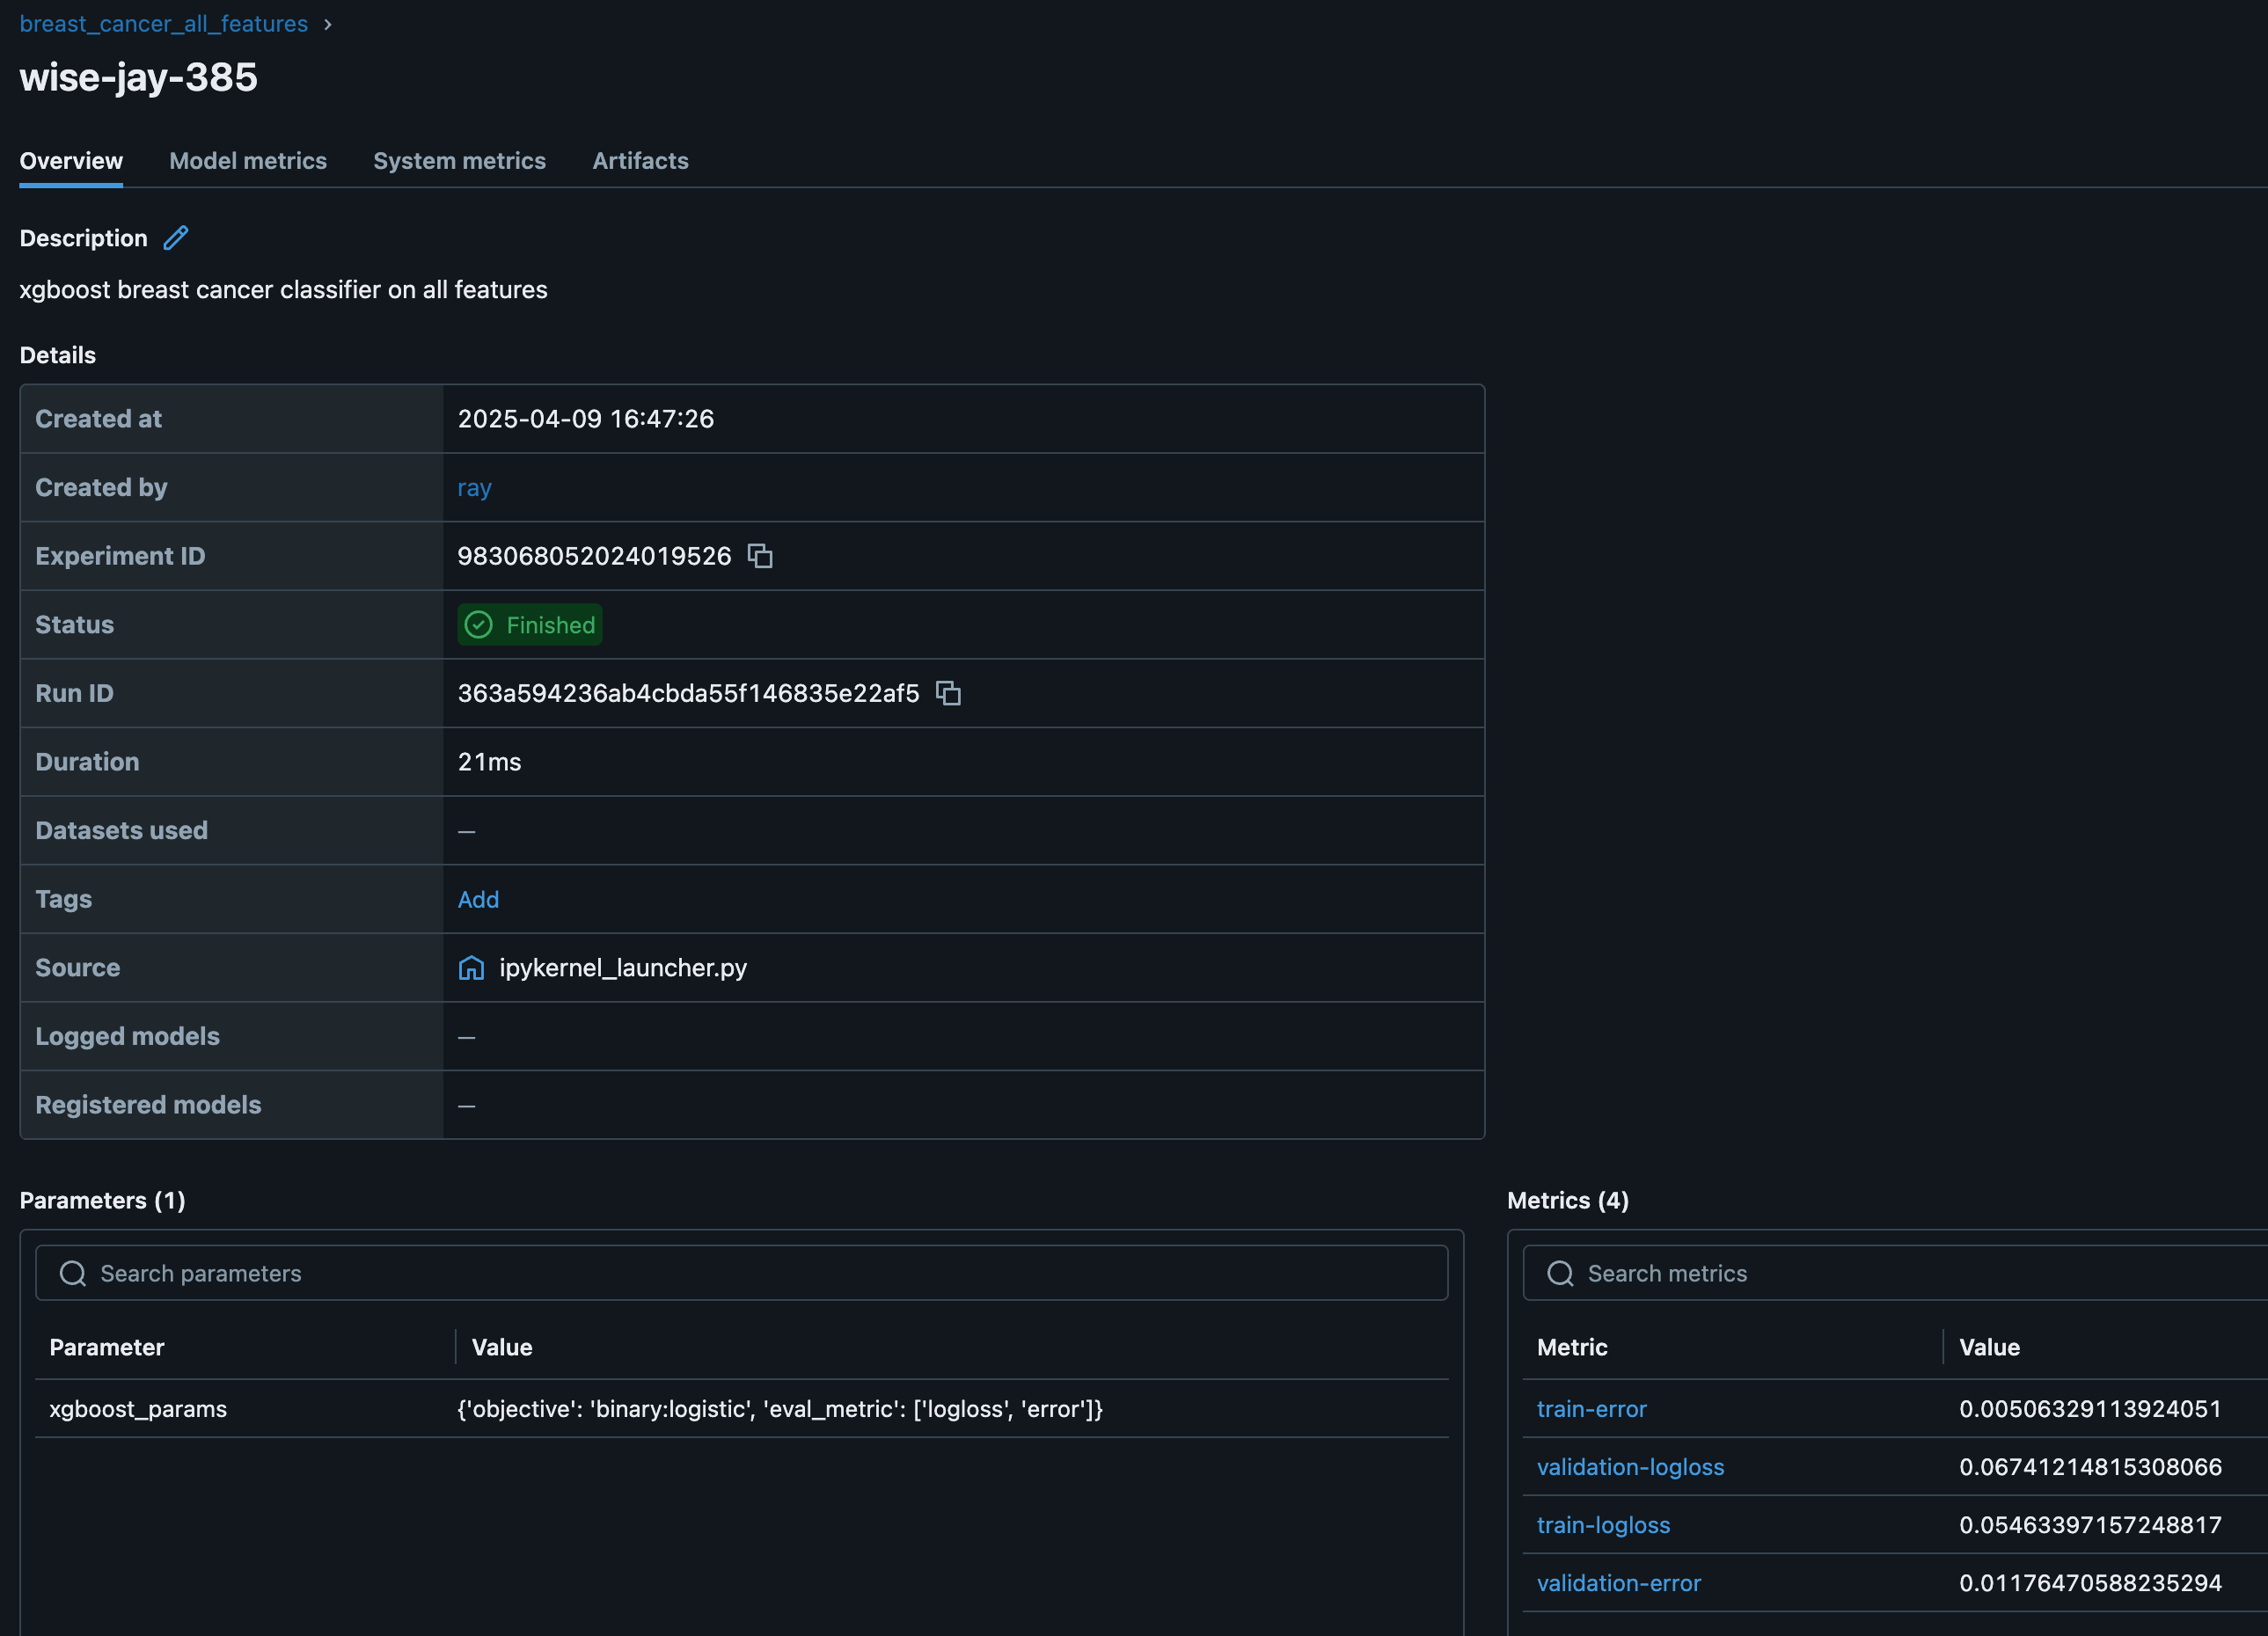 breast_cancer_all_features ›
wise-jay-385
Overview Model metrics System metrics Artifacts
Description
xgboost breast cancer classifier on all features
Details
Created at 2025-04-09 16:47:26
Created by ray
Experiment ID 983068052024019526
Status Finished
Run ID 363a594236ab4cbda55f146835e22af5
Duration 21ms
Datasets used —
Tags Add
Source ipykernel_launcher.py
Logged models —
Registered models —
Parameters (1)
Search parameters
Parameter Value
xgboost_params {'objective': 'binary:logistic', 'eval_metric': ['logloss', 'error']}
Metrics (4)
Search metrics
Metric Value
train-error 0.00506329113924051
validation-logloss 0.06741214815308066
train-logloss 0.05463397157248817
validation-error 0.01176470588235294